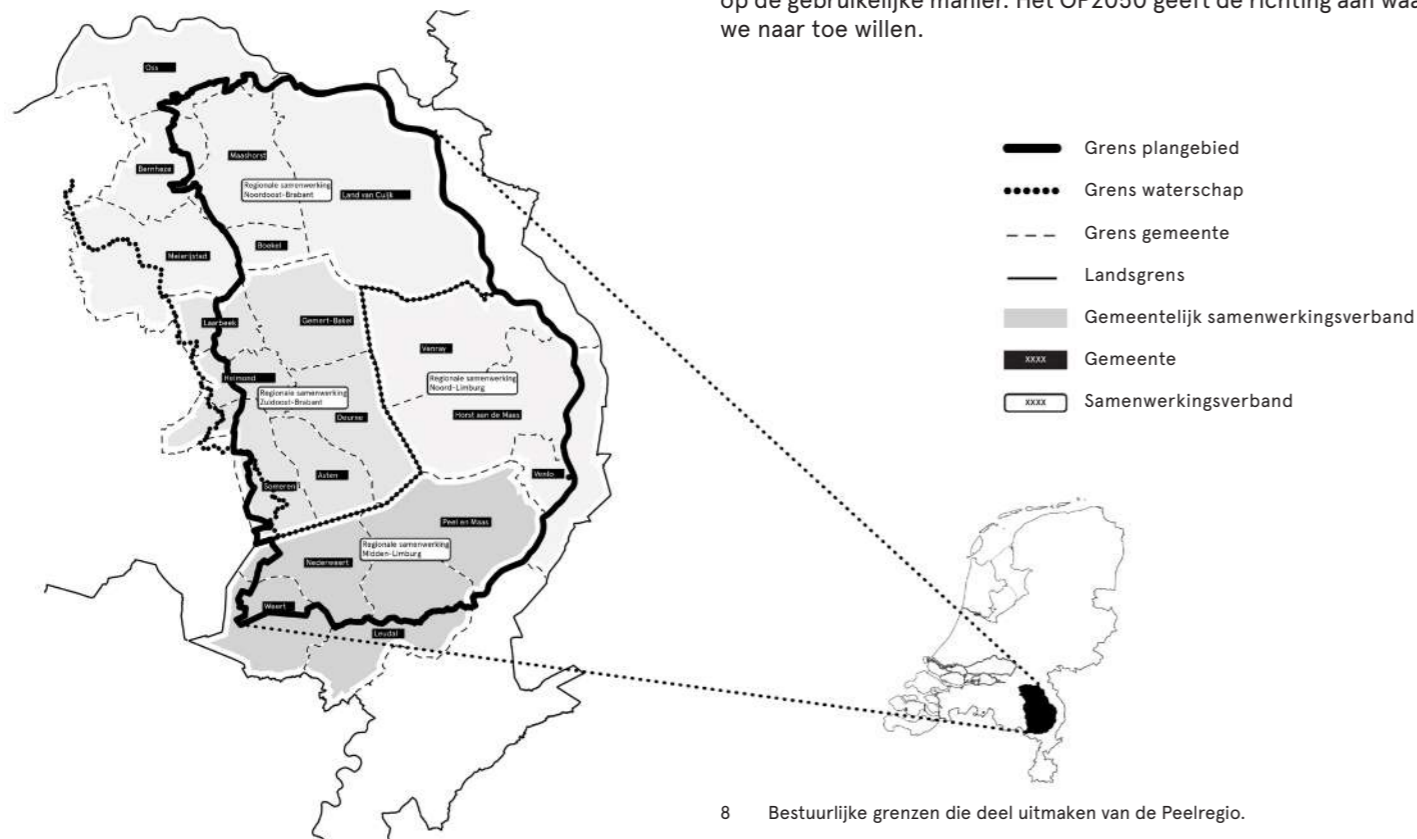 op de gebruikelijke manier. Het OP2050 geeft de richting aan waa
we naar toe willen.
Oss
Bernheze
Maashorst
Regionale samenwerking
Noordoost-Brabant
Land van Cuijk
Meierijstad
Boekel
Laarbeek
Gemert-Bakel
Venray
Helmond
Regionale samenwerking
Zuidoost-Brabant
Regionale samenwerking
Noord-Limburg
Deurne
Horst aan de Maas
Asten
Venlo
Someren
Peel en Maas
Regionale samenwerking
Midden-Limburg
Nederweert
Weert
Leudal
Grens plangebied
Grens waterschap
Grens gemeente
Landsgrens
Gemeentelijk samenwerkingsverband
xxxx Gemeente
xxxx Samenwerkingsverband
8 Bestuurlijke grenzen die deel uitmaken van de Peelregio.